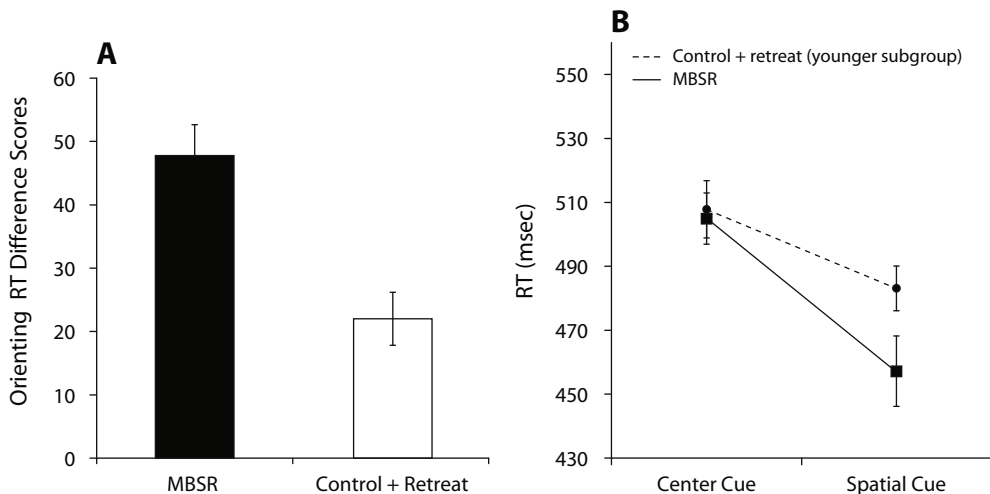 A
Orienting RT Difference Scores
60
50
40
30
20
10
0
MBSR
Control + Retreat
B
Control + retreat (younger subgroup)
MBSR
RT (msec)
550
530
510
490
470
450
430
Center Cue
Spatial Cue